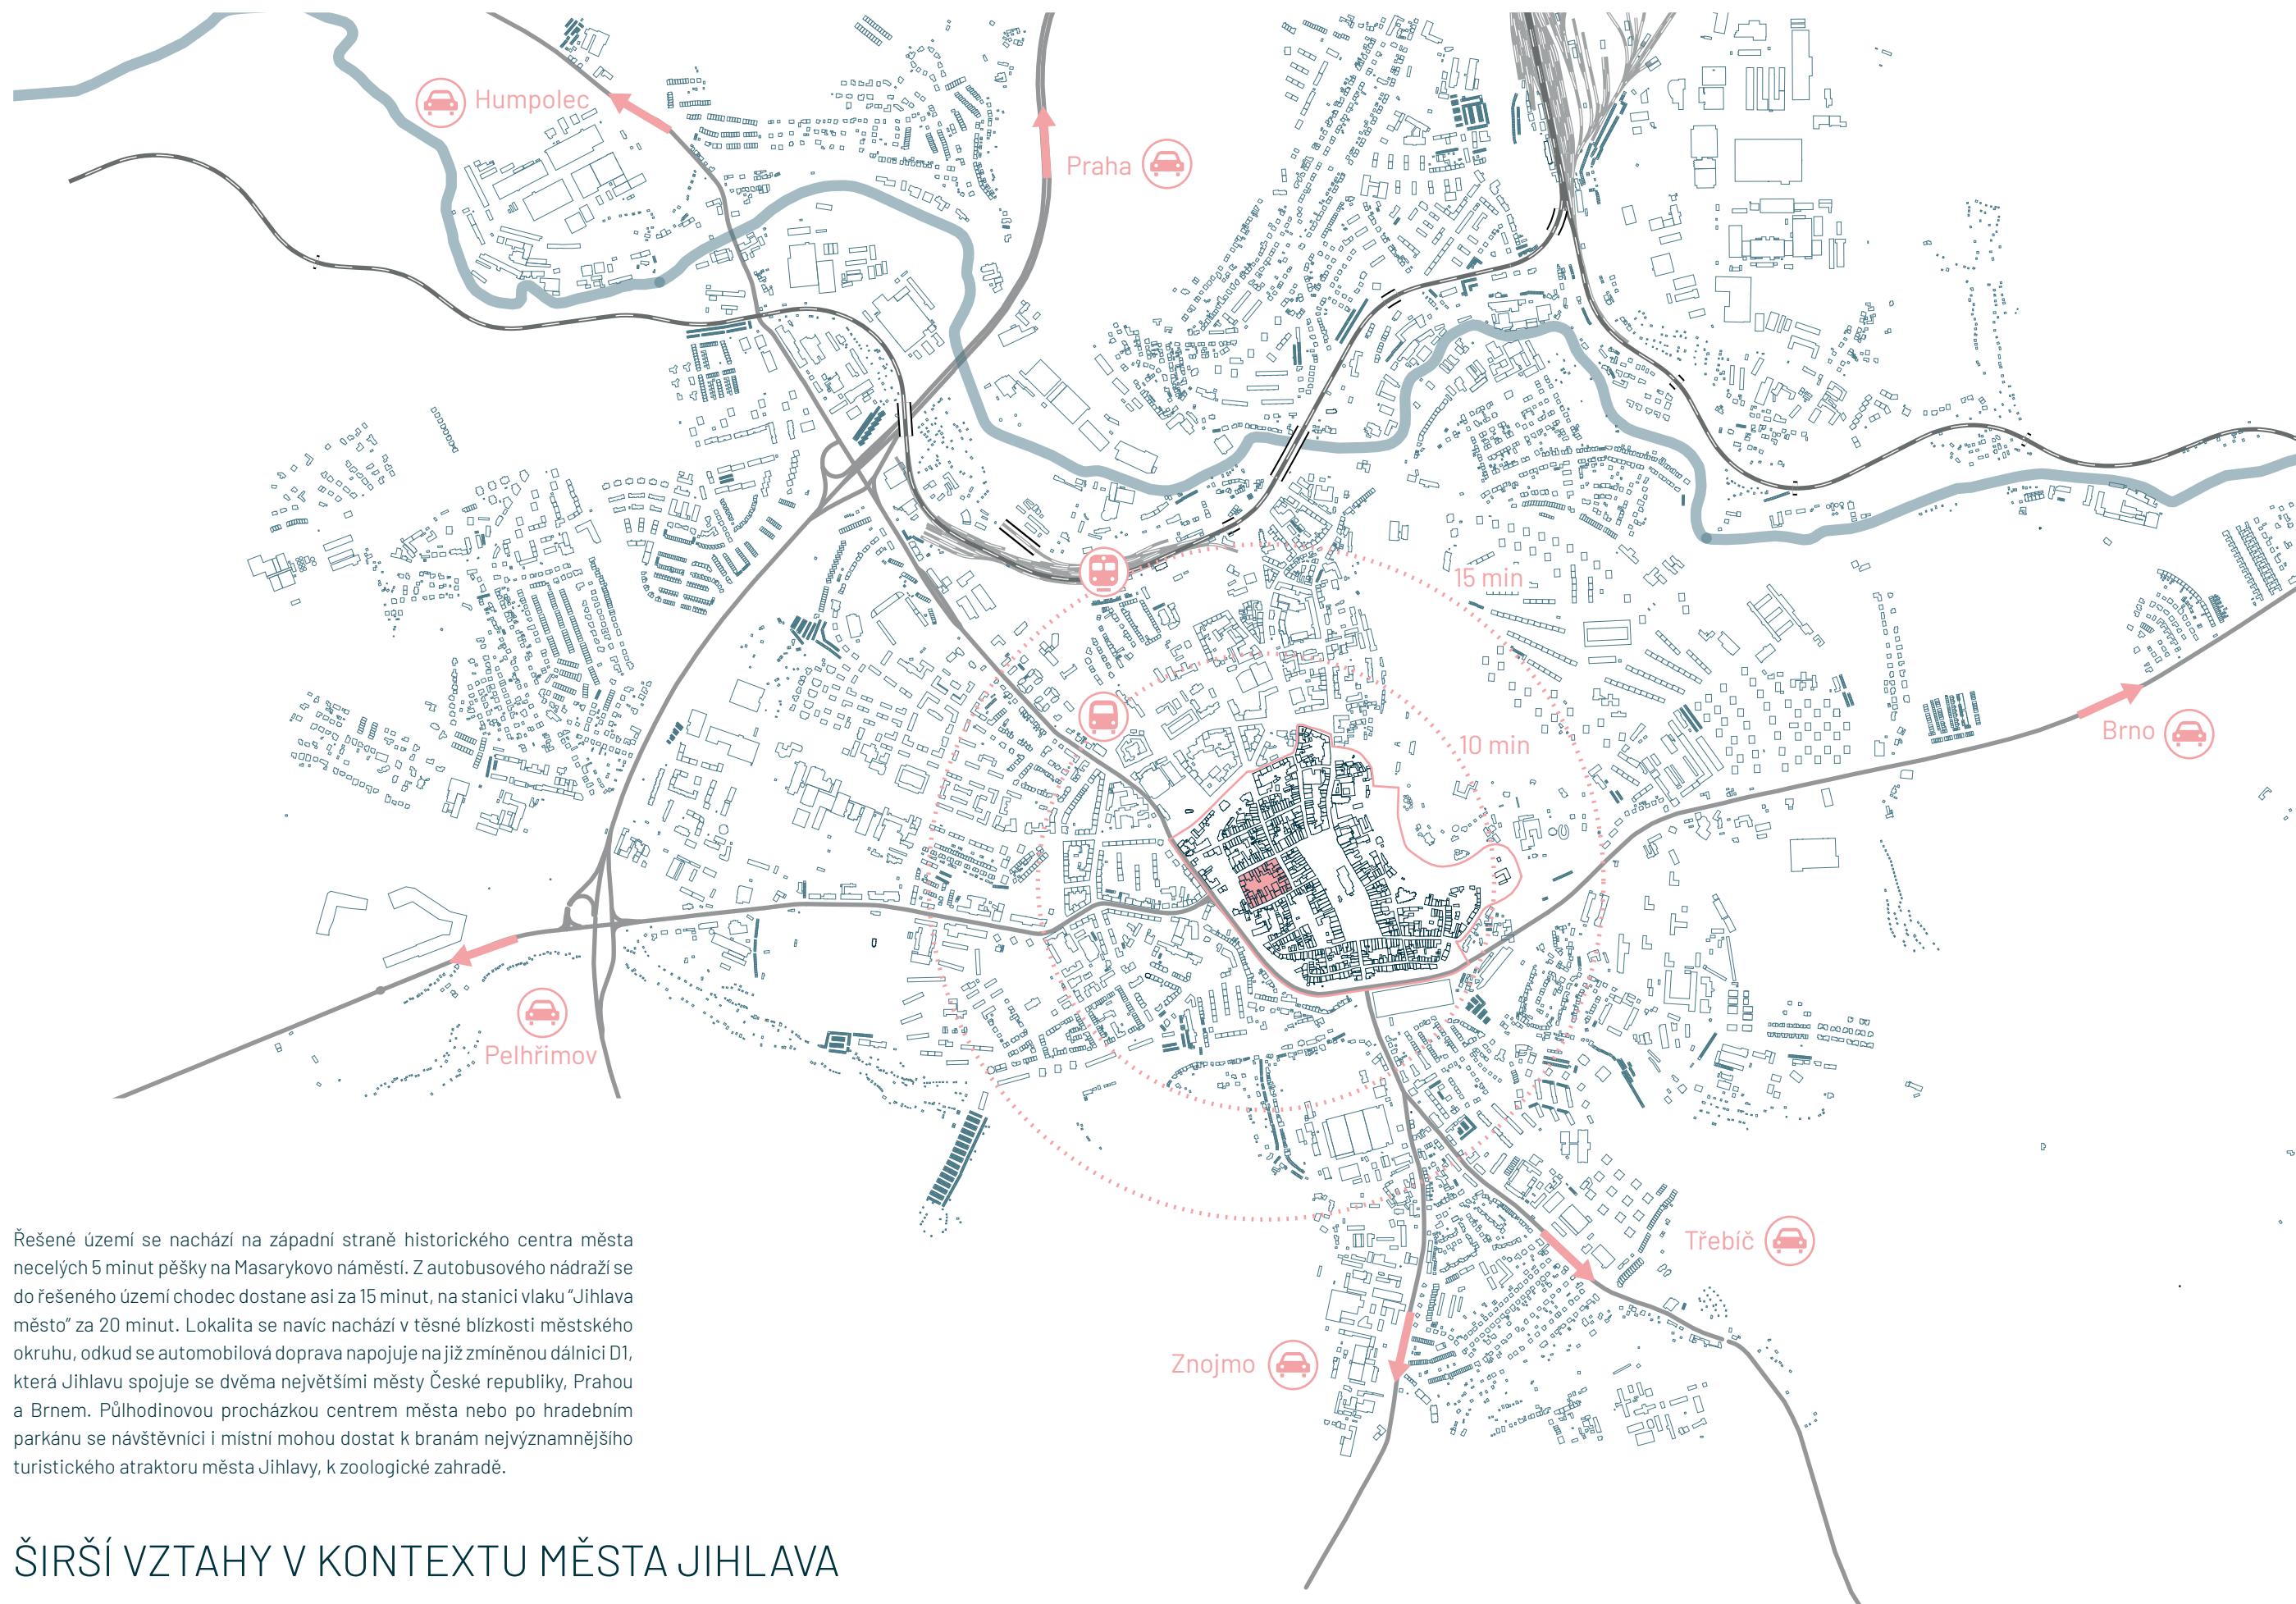 Humpolec
Praha
15 min
10 min
Brno
Pelhřimov
Třebíč
Znojmo
Řešené území se nachází na západní straně historického centra města
necelých 5 minut pěšky na Masarykovo náměstí. Z autobusového nádraží se
do řešeného území chodec dostane asi za 15 minut, na stanici vlaku “Jihlava
město” za 20 minut. Lokalita se navíc nachází v těsné blízkosti městského
okruhu, odkud se automobilová doprava napojuje na již zmíněnou dálnici D1,
která Jihlavu spojuje se dvěma největšími městy České republiky, Prahou
a Brnem. Půlhodinovou procházkou centrem města nebo po hradebním
parkánu se návštěvníci i místní mohou dostat k branám nejvýznamnějšího
turistického atraktoru města Jihlavy, k zoologické zahradě.
ŠIRŠÍ VZTAHY V KONTEXTU MĚSTA JIHLAVA